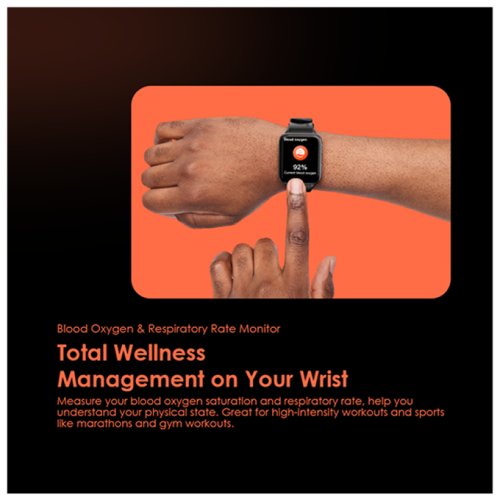 Blood oxygen
92%
Current blood oxygen
Blood Oxygen & Respiratory Rate Monitor
Total Wellness
Management on Your Wrist
Measure your blood oxygen saturation and respiratory rate, help you
understand your physical state. Great for high-intensity workouts and sports
like marathons and gym workouts.